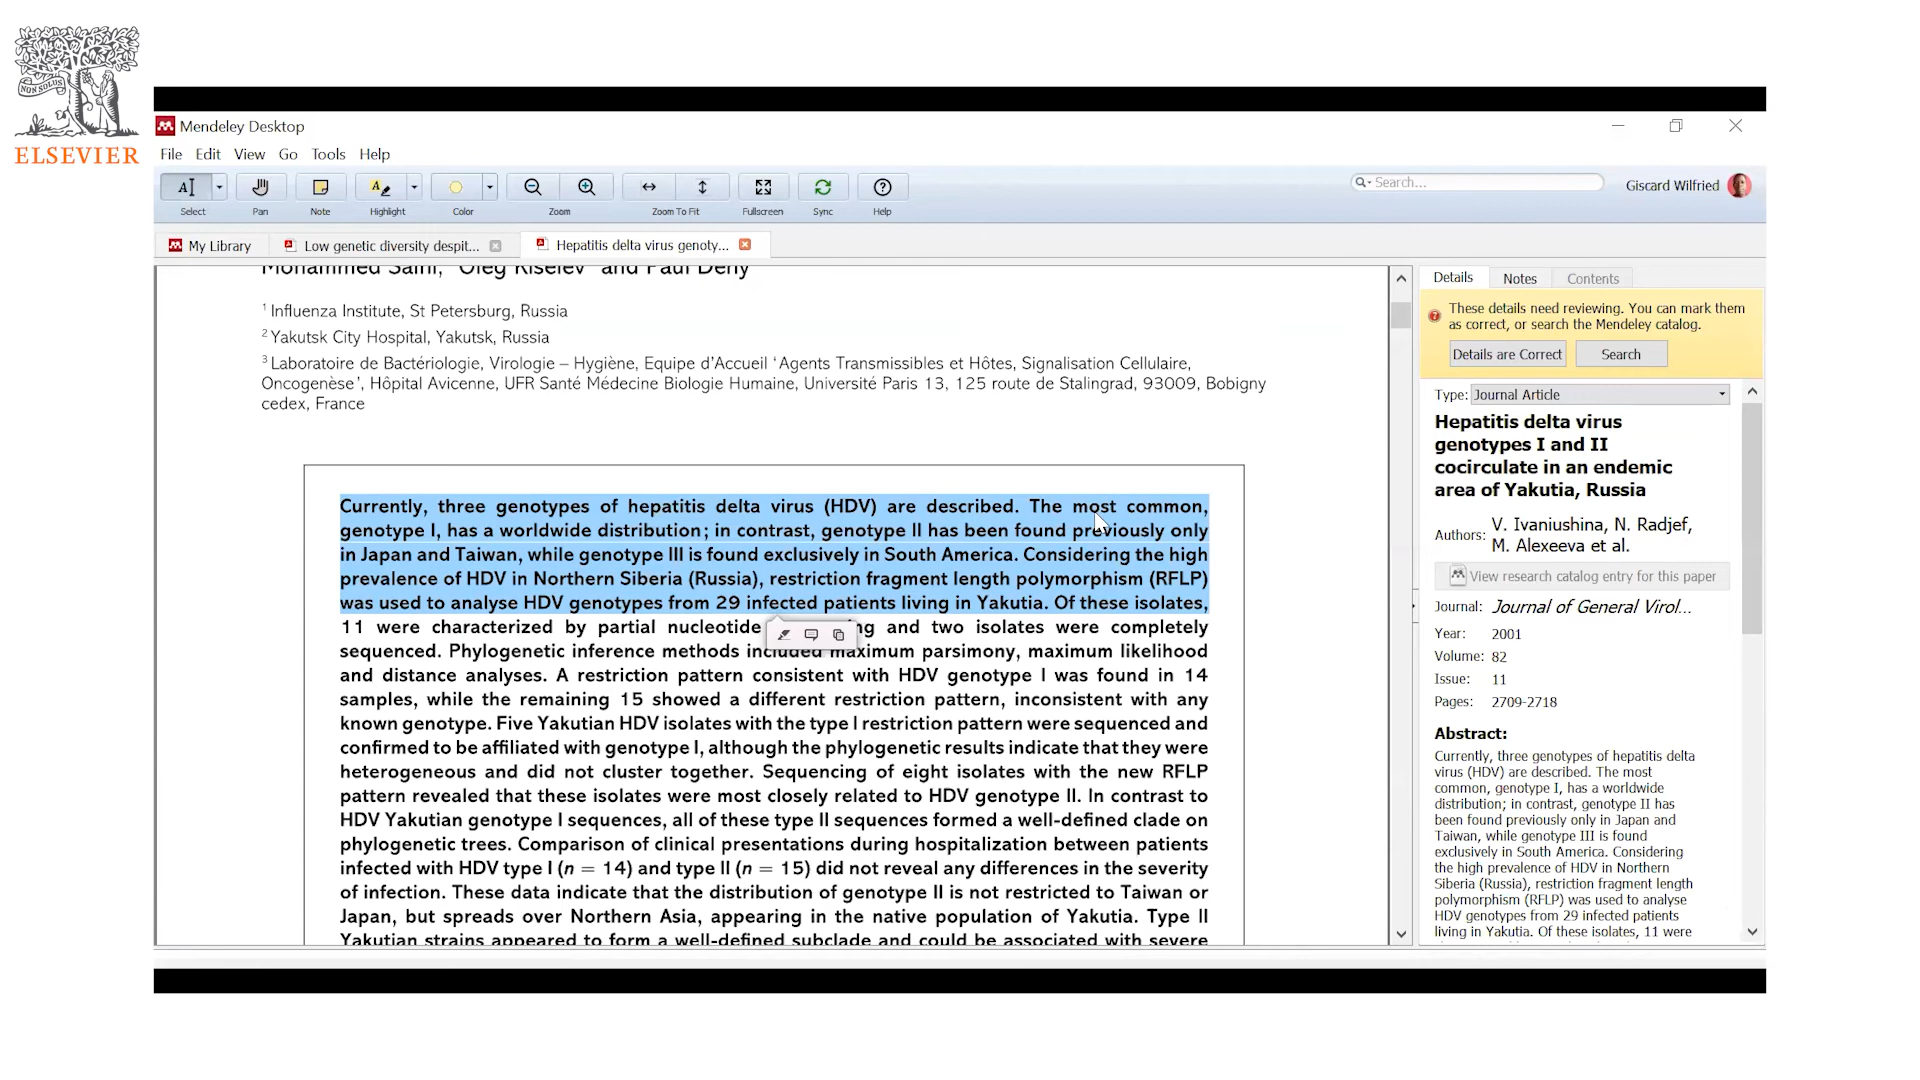 NON SOLUS
ELSEVIER
Mendeley Desktop
File Edit View Go Tools Help
Select Pan Note Highlight Color Zoom Zoom To Fit Fullscreen Sync Help
Search...
Giscard Wilfried
My Library
Low genetic diversity despit...
Hepatitis delta virus genoty...
Mohammed Saïfi, Oleg Kiselev and Paul Dény
1 Influenza Institute, St Petersburg, Russia
2 Yakutsk City Hospital, Yakutsk, Russia
3 Laboratoire de Bactériologie, Virologie – Hygiène, Equipe d’Accueil ‘Agents Transmissibles et Hôtes, Signalisation Cellulaire,
Oncogenèse’, Hôpital Avicenne, UFR Santé Médecine Biologie Humaine, Université Paris 13, 125 route de Stalingrad, 93009, Bobigny
cedex, France
Currently, three genotypes of hepatitis delta virus (HDV) are described. The most common,
genotype I, has a worldwide distribution; in contrast, genotype II has been found previously only
in Japan and Taiwan, while genotype III is found exclusively in South America. Considering the high
prevalence of HDV in Northern Siberia (Russia), restriction fragment length polymorphism (RFLP)
was used to analyse HDV genotypes from 29 infected patients living in Yakutia. Of these isolates,
11 were characterized by partial nucleotide ng and two isolates were completely
sequenced. Phylogenetic inference methods included maximum parsimony, maximum likelihood
and distance analyses. A restriction pattern consistent with HDV genotype I was found in 14
samples, while the remaining 15 showed a different restriction pattern, inconsistent with any
known genotype. Five Yakutian HDV isolates with the type I restriction pattern were sequenced and
confirmed to be affiliated with genotype I, although the phylogenetic results indicate that they were
heterogeneous and did not cluster together. Sequencing of eight isolates with the new RFLP
pattern revealed that these isolates were most closely related to HDV genotype II. In contrast to
HDV Yakutian genotype I sequences, all of these type II sequences formed a well-defined clade on
phylogenetic trees. Comparison of clinical presentations during hospitalization between patients
infected with HDV type I (n = 14) and type II (n = 15) did not reveal any differences in the severity
of infection. These data indicate that the distribution of genotype II is not restricted to Taiwan or
Japan, but spreads over Northern Asia, appearing in the native population of Yakutia. Type II
Yakutian strains appeared to form a well-defined subclade and could be associated with severe
Details Notes Contents
These details need reviewing. You can mark them
as correct, or search the Mendeley catalog.
Details are Correct Search
Type: Journal Article
Hepatitis delta virus
genotypes I and II
cocirculate in an endemic
area of Yakutia, Russia
Authors: V. Ivaniushina, N. Radjef,
M. Alexeeva et al.
View research catalog entry for this paper
Journal: Journal of General Virol...
Year: 2001
Volume: 82
Issue: 11
Pages: 2709-2718
Abstract:
Currently, three genotypes of hepatitis delta
virus (HDV) are described. The most
common, genotype I, has a worldwide
distribution; in contrast, genotype II has
been found previously only in Japan and
Taiwan, while genotype III is found
exclusively in South America. Considering
the high prevalence of HDV in Northern
Siberia (Russia), restriction fragment length
polymorphism (RFLP) was used to analyse
HDV genotypes from 29 infected patients
living in Yakutia. Of these isolates, 11 were